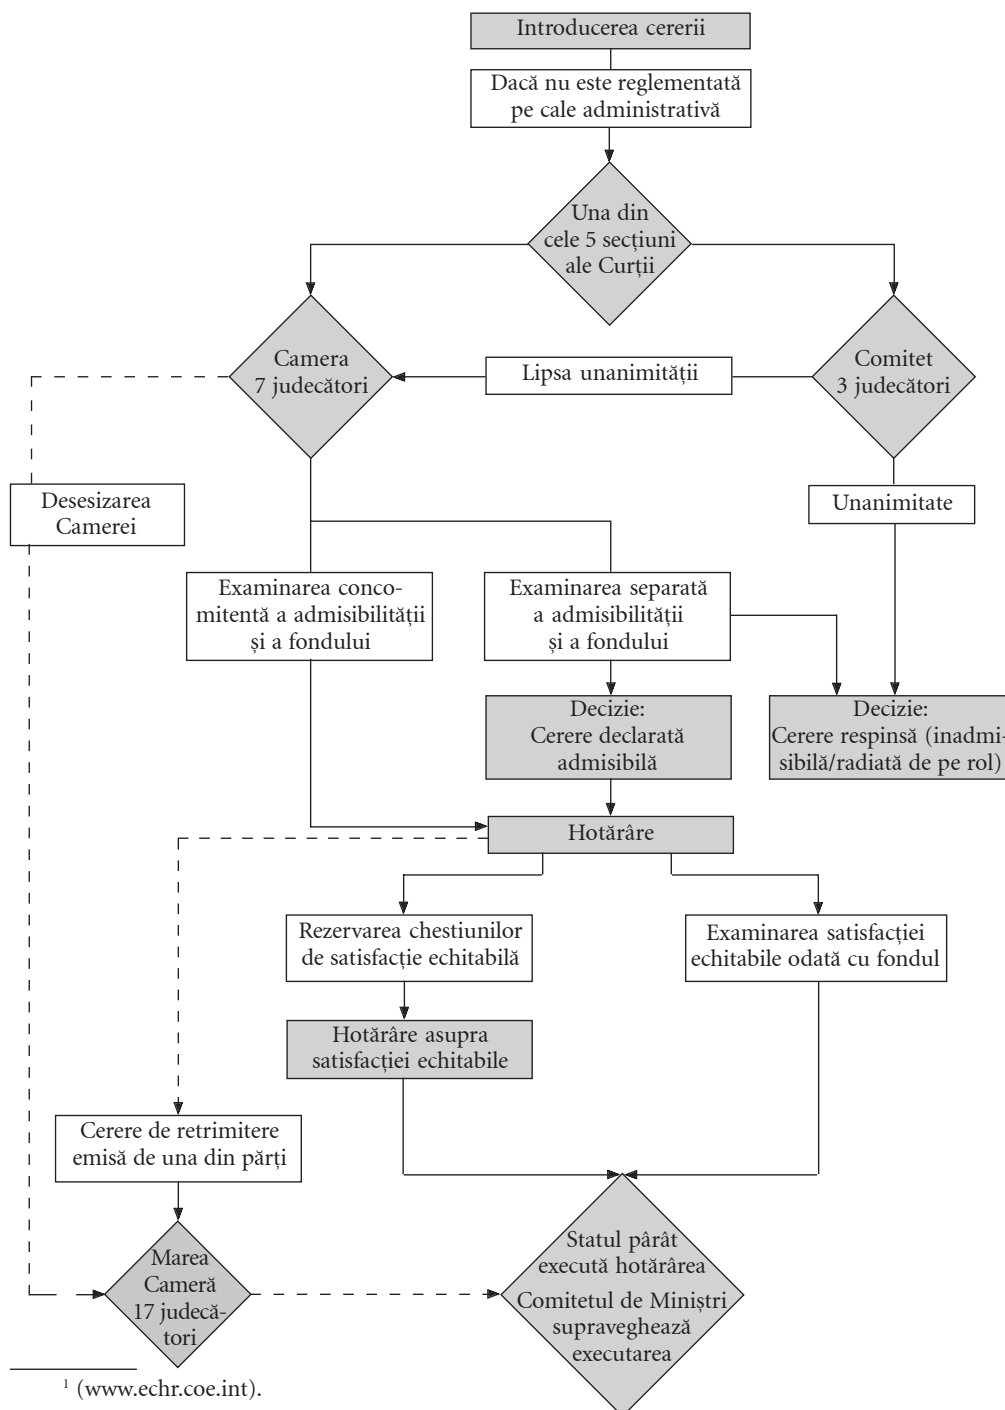 Introducerea cererii
Dacă nu este reglementată
pe cale administrativă
Una din
cele 5 secțiuni
ale Curții
Camera
7 judecători
Lipsa unanimității
Comitet
3 judecători
Desesizarea
Camerei
Unanimitate
Examinarea conco-
mitentă a admisibilității
și a fondului
Examinarea separată
a admisibilității
și a fondului
Decizie:
Cerere declarată
admisibilă
Decizie:
Cerere respinsă (inadmi-
sibilă/radiată de pe rol)
Hotărâre
Rezervarea chestiunilor
de satisfacție echitabilă
Examinarea satisfacției
echitabile odată cu fondul
Hotărâre asupra
satisfacției echitabile
Cerere de retrimitere
emisă de una din părți
Marea
Cameră
17 judecă-
tori
Statul pârât
execută hotărârea
Comitetul de Miniștri
supraveghează
executarea
1 (www.echr.coe.int).